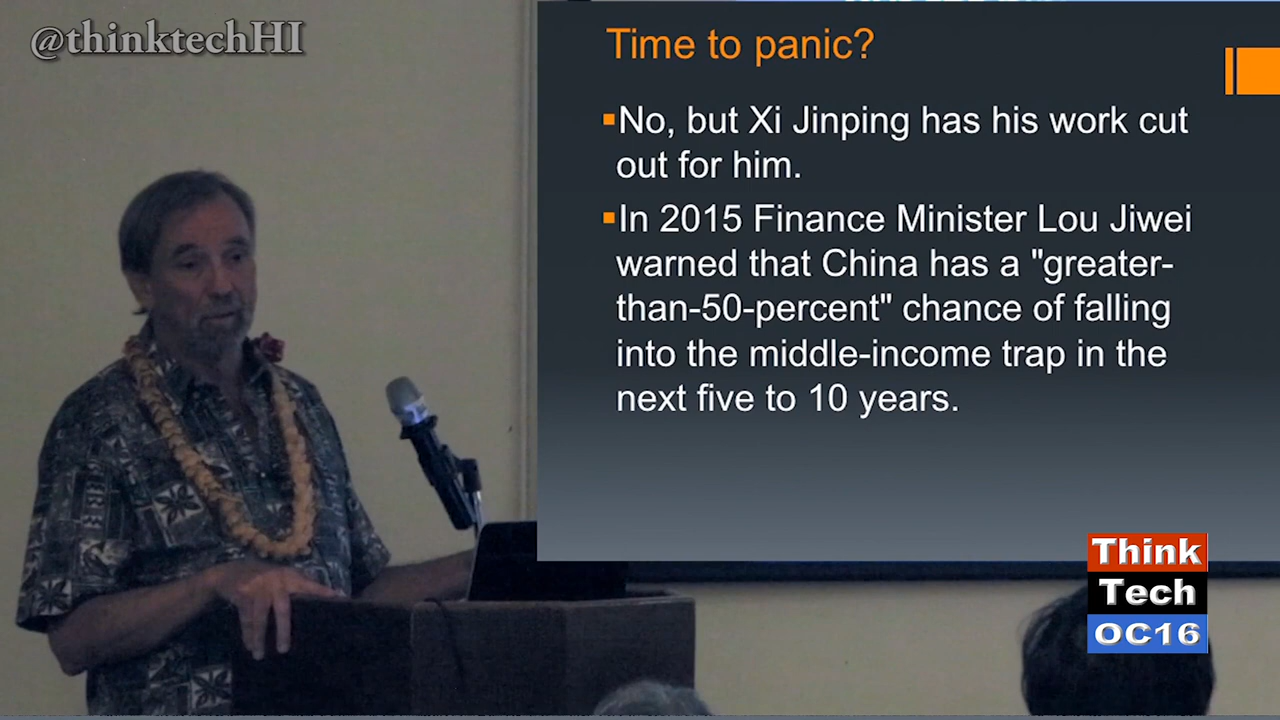 @thinktechHI
Time to panic?
▪No, but Xi Jinping has his work cut
out for him.
▪In 2015 Finance Minister Lou Jiwei
warned that China has a "greater-
than-50-percent" chance of falling
into the middle-income trap in the
next five to 10 years.
Think
Tech
OC16